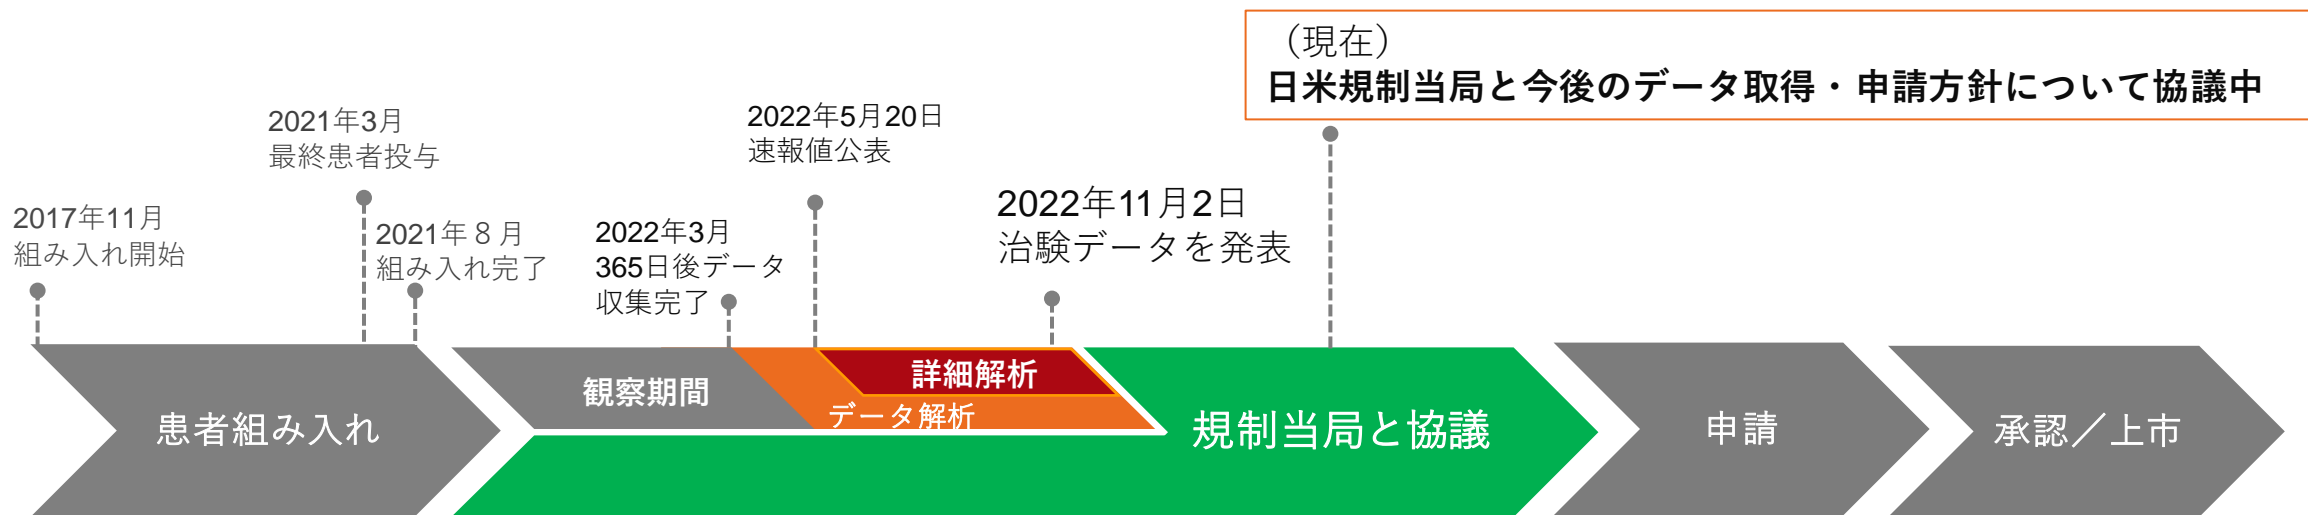 （現在）
日米規制当局と今後のデータ取得・申請方針について協議中
2022年5月20日
速報値公表
2021年3月
最終患者投与
2022年11月2日
治験データを発表
2017年11月
組み入れ開始
2021年８月
組み入れ完了
2022年3月
365日後データ
収集完了
患者組み入れ
観察期間
詳細解析
データ解析
規制当局と協議
申請
承認／上市